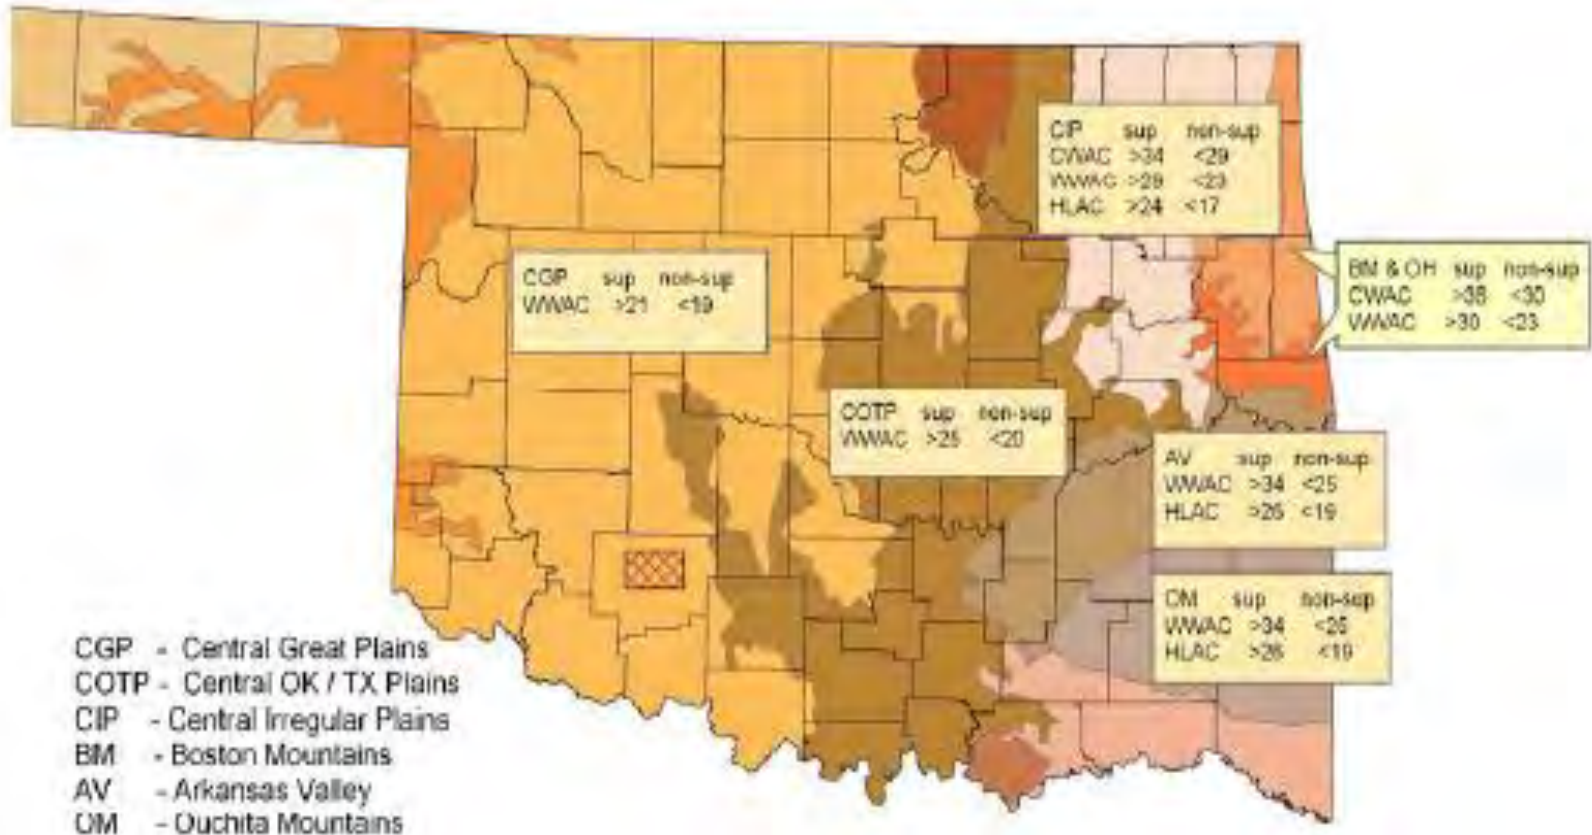 CIP sup non-sup
CWAC >34 <29
WWAC >29 <23
HLAC >24 <17
BM & OH sup non-sup
CWAC >38 <30
WWAC >30 <23
CGP sup non-sup
WWAC >21 <19
COTP sup non-sup
WWAC >25 <20
AV sup non-sup
WWAC >34 <25
HLAC >26 <19
OM sup non-sup
WWAC >34 <25
HLAC >26 <19
CGP - Central Great Plains
COTP - Central OK / TX Plains
CIP - Central Irregular Plains
BM - Boston Mountains
AV - Arkansas Valley
OM - Ouchita Mountains